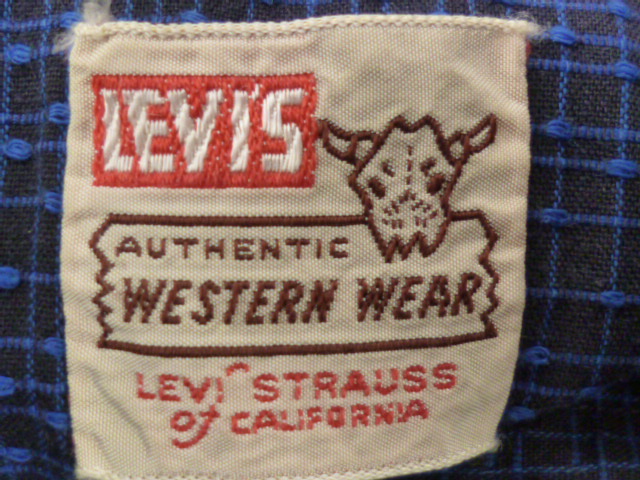 LEVI'S
AUTHENTIC
WESTERN WEAR
LEVI STRAUSS
of CALIFORNIA